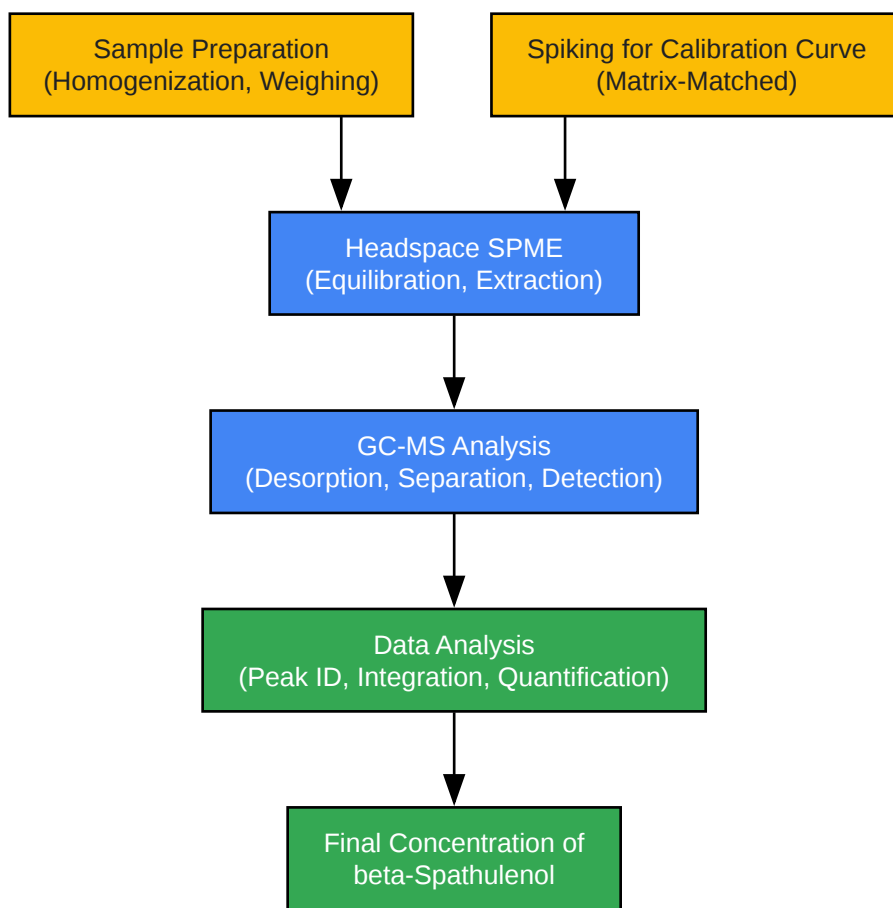 Sample Preparation
(Homogenization, Weighing)
Spiking for Calibration Curve
(Matrix-Matched)
Headspace SPME
(Equilibration, Extraction)
GC-MS Analysis
(Desorption, Separation, Detection)
Data Analysis
(Peak ID, Integration, Quantification)
Final Concentration of
beta-Spathulenol